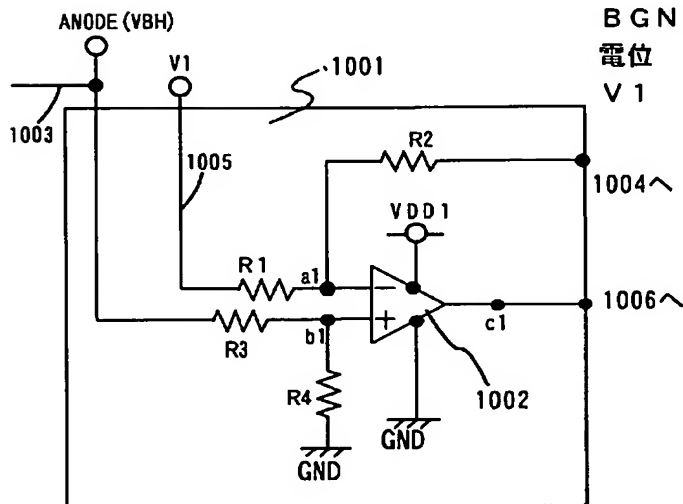 ANODE(VBH)
BGN
電位
V1
V1
1001
1003
1005
R2
1004へ
VDD1
R1
a1
1006へ
c1
R3
b1
R4
1002
GND
GND